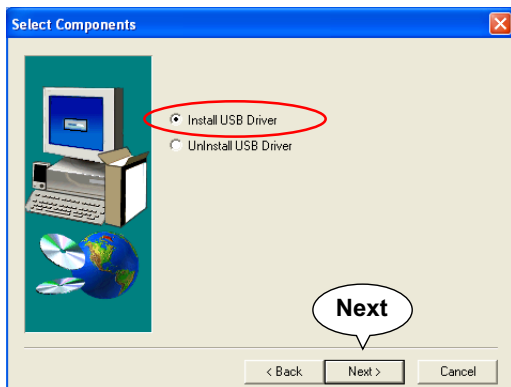 Select Components
Install USB Driver
UnInstall USB Driver
Next
< Back Next > Cancel